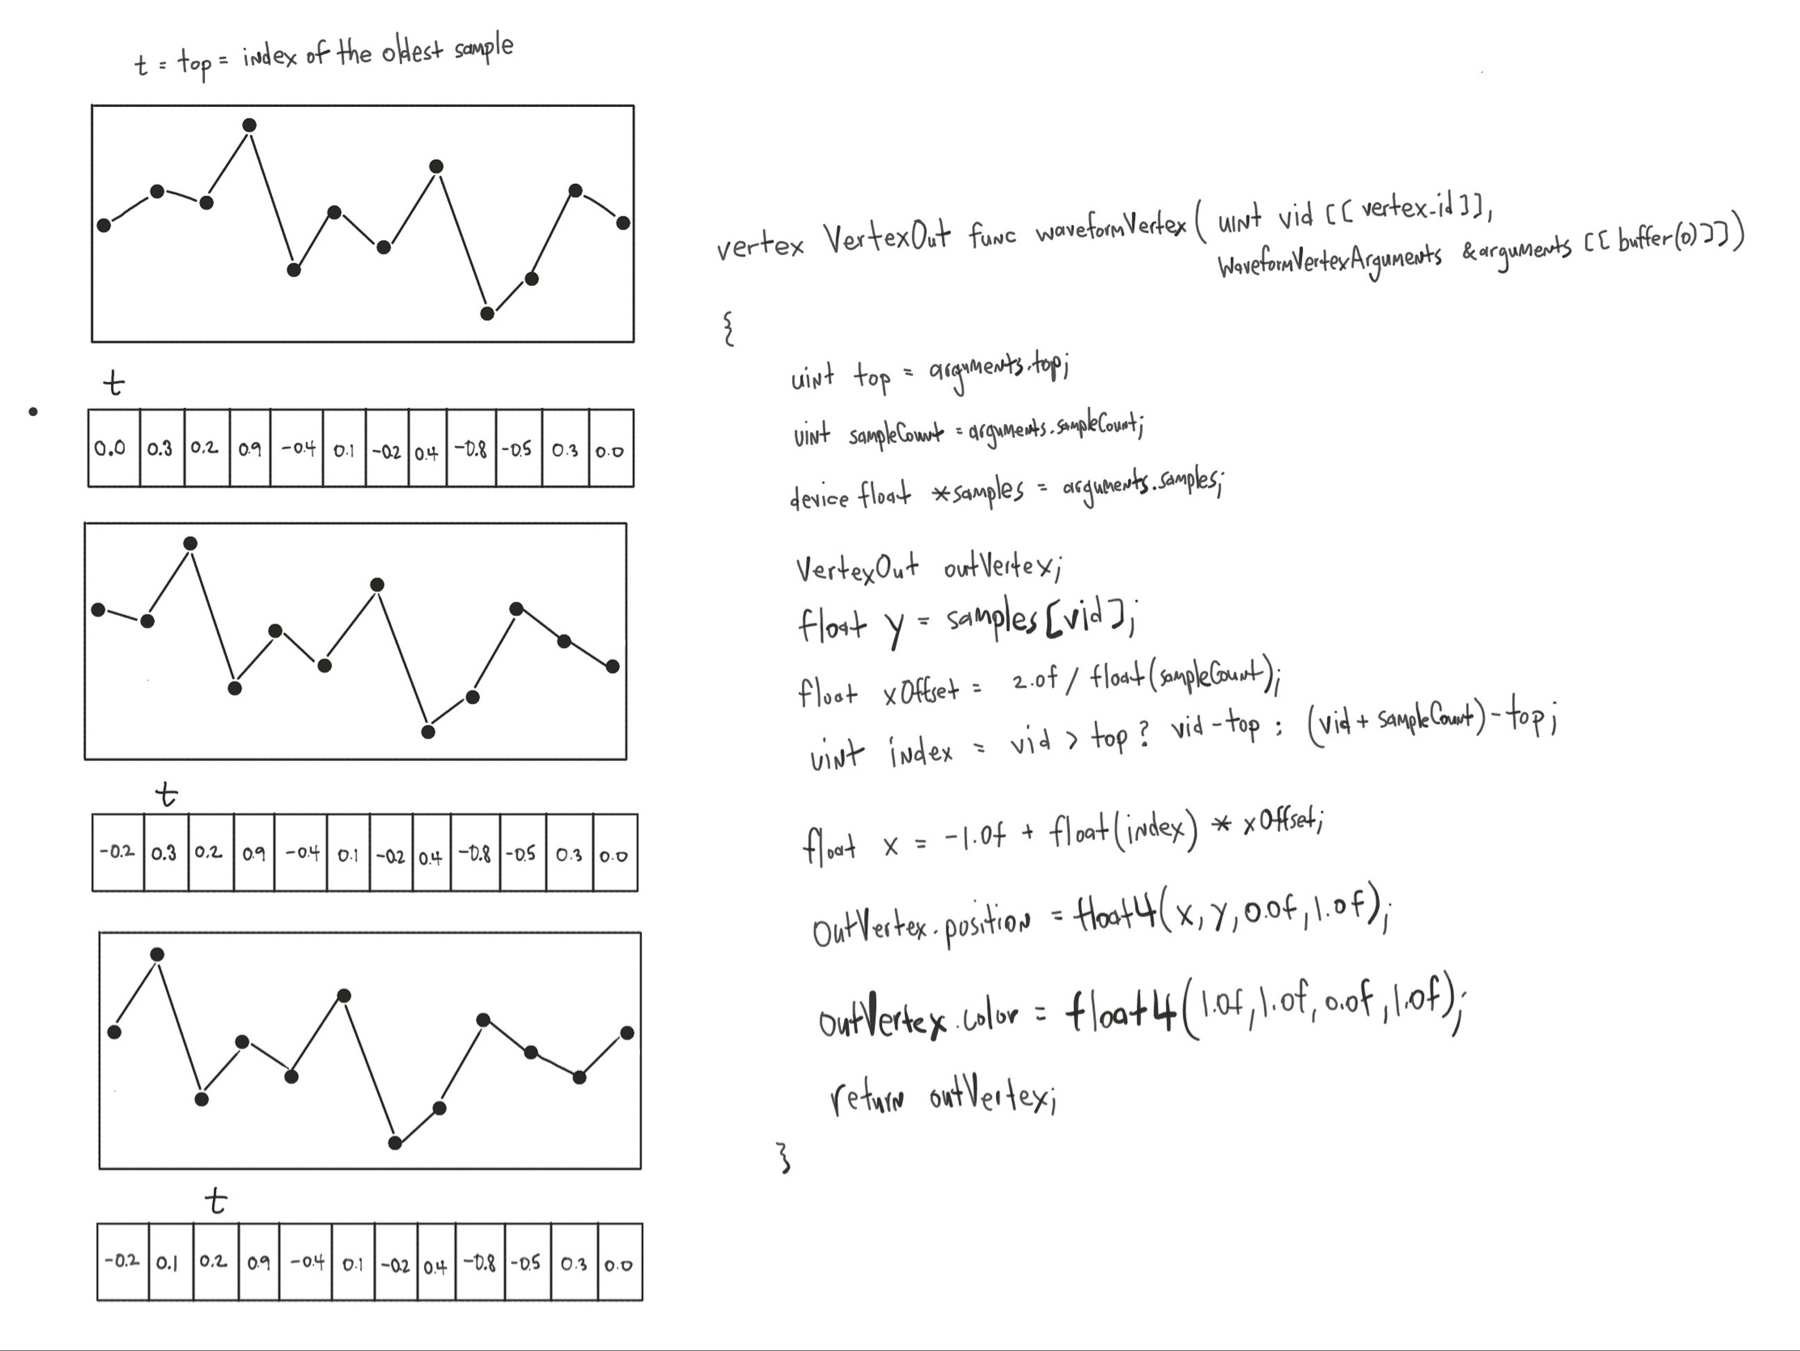 t = top = index of the oldest sample
t
0.0 0.3 0.2 0.9 -0.4 0.1 -0.2 0.4 -0.8 -0.5 0.3 0.0
t
-0.2 0.3 0.2 0.9 -0.4 0.1 -0.2 0.4 -0.8 -0.5 0.3 0.0
t
-0.2 0.1 0.2 0.9 -0.4 0.1 -0.2 0.4 -0.8 -0.5 0.3 0.0
vertex VertexOut func waveformVertex( uint vid [[vertex_id]],
WaveformVertexArguments &arguments [[buffer(0)]])
{
uint top = arguments.top;
uint sampleCount = arguments.sampleCount;
device float *samples = arguments.samples;
VertexOut outVertex;
float y = samples[vid];
float xOffset = 2.0f / float(sampleCount);
uint index = vid > top ? vid - top : (vid + sampleCount) - top;
float x = -1.0f + float(index) * xOffset;
OutVertex.position = float4(x, y, 0.0f, 1.0f);
outVertex.color = float4(1.0f, 1.0f, 0.0f, 1.0f);
return outVertex;
}